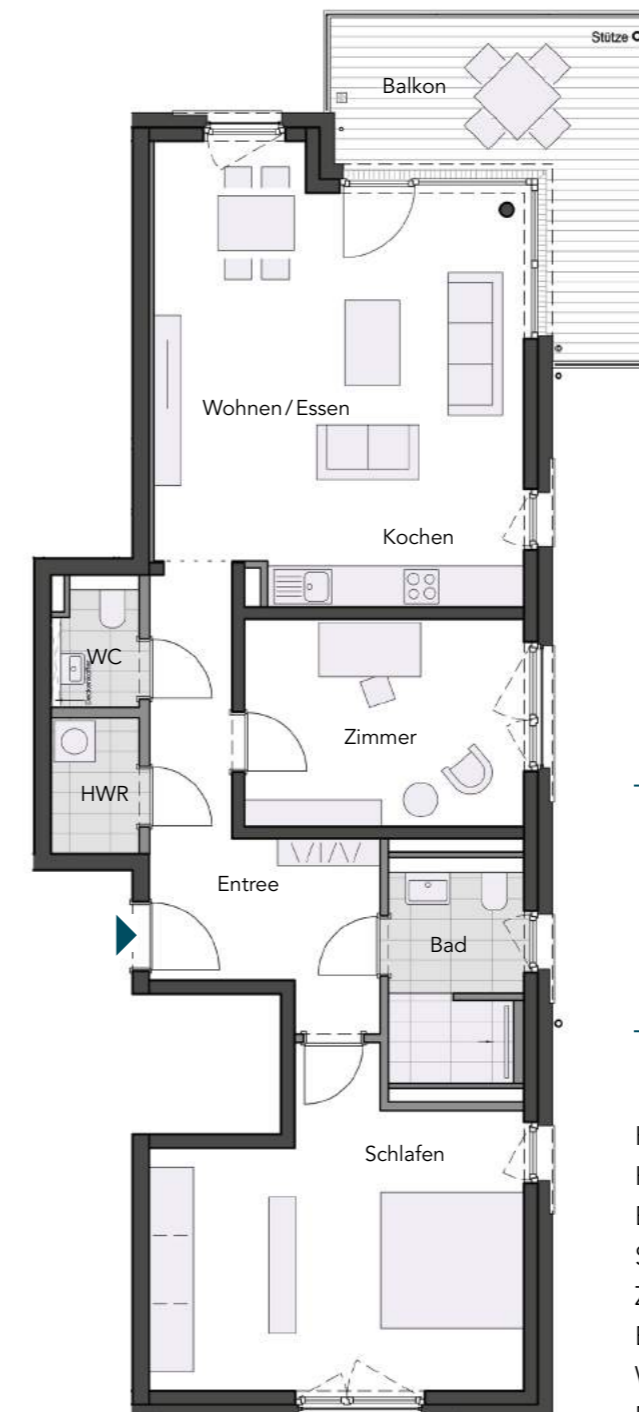 Stütze
Balkon
Wohnen/Essen
Kochen
WC
Zimmer
HWR
Entree
Bad
Schlafen